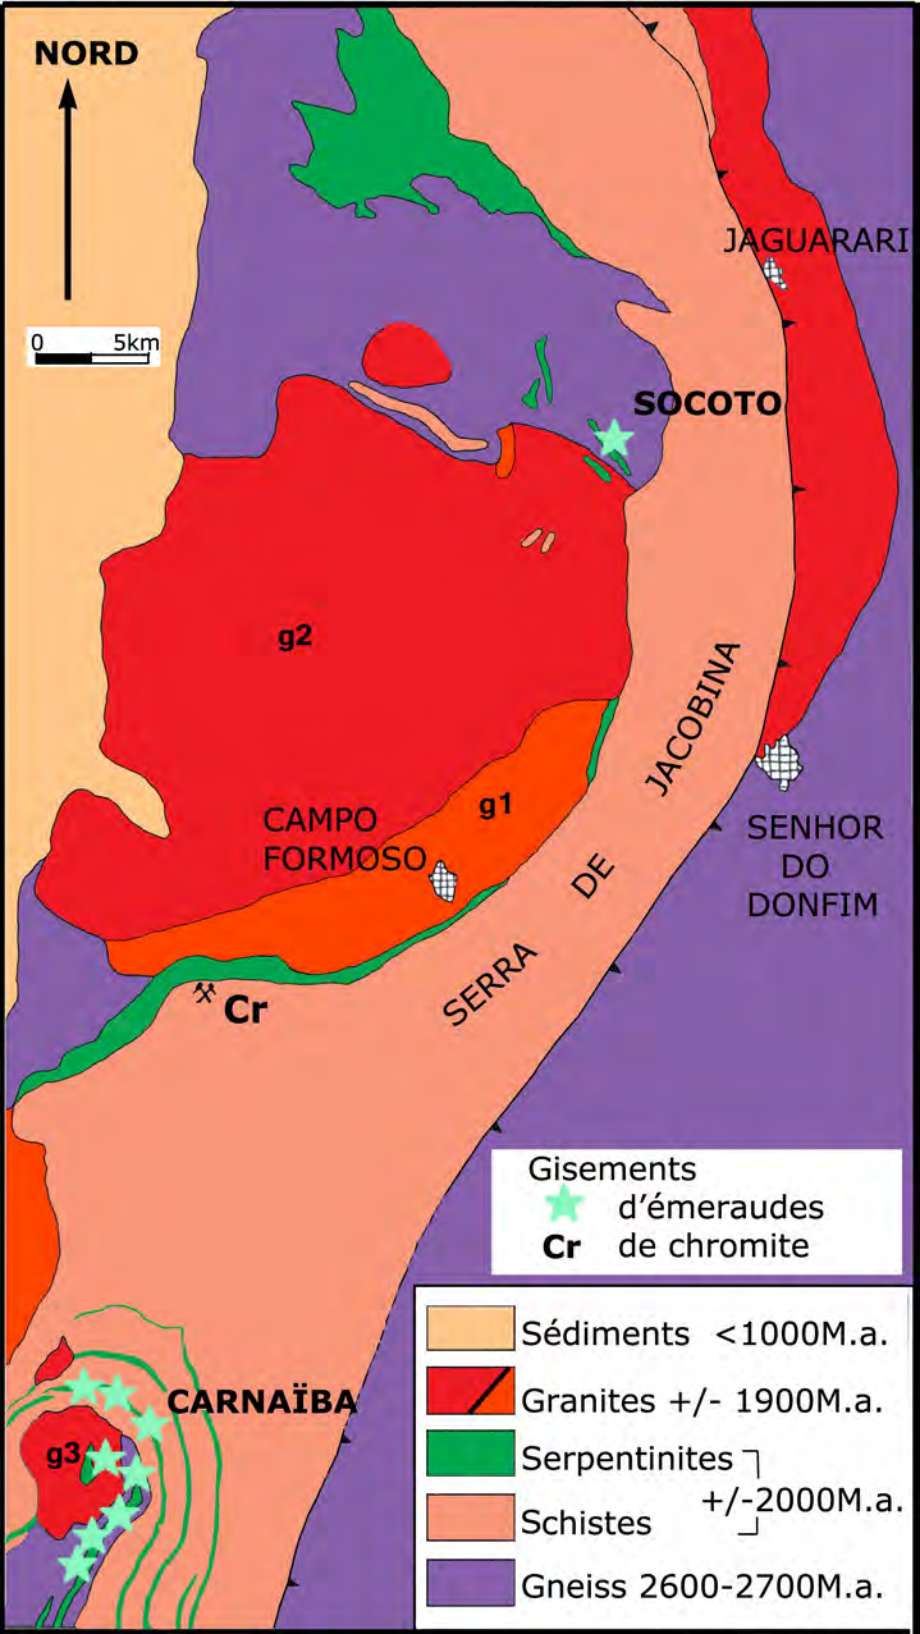 NORD
0 5km
JAGUARARI
SOCOTO
g2
JACOBINA
DE
SERRA
CAMPO
FORMOSO
g1
SENHOR
DO
DONFIM
Cr
Gisements
d'émeraudes
Cr de chromite
CARNAÏBA
g3
Sédiments <1000M.a.
Granites +/- 1900M.a.
Serpentinites
+/-2000M.a.
Schistes
Gneiss 2600-2700M.a.